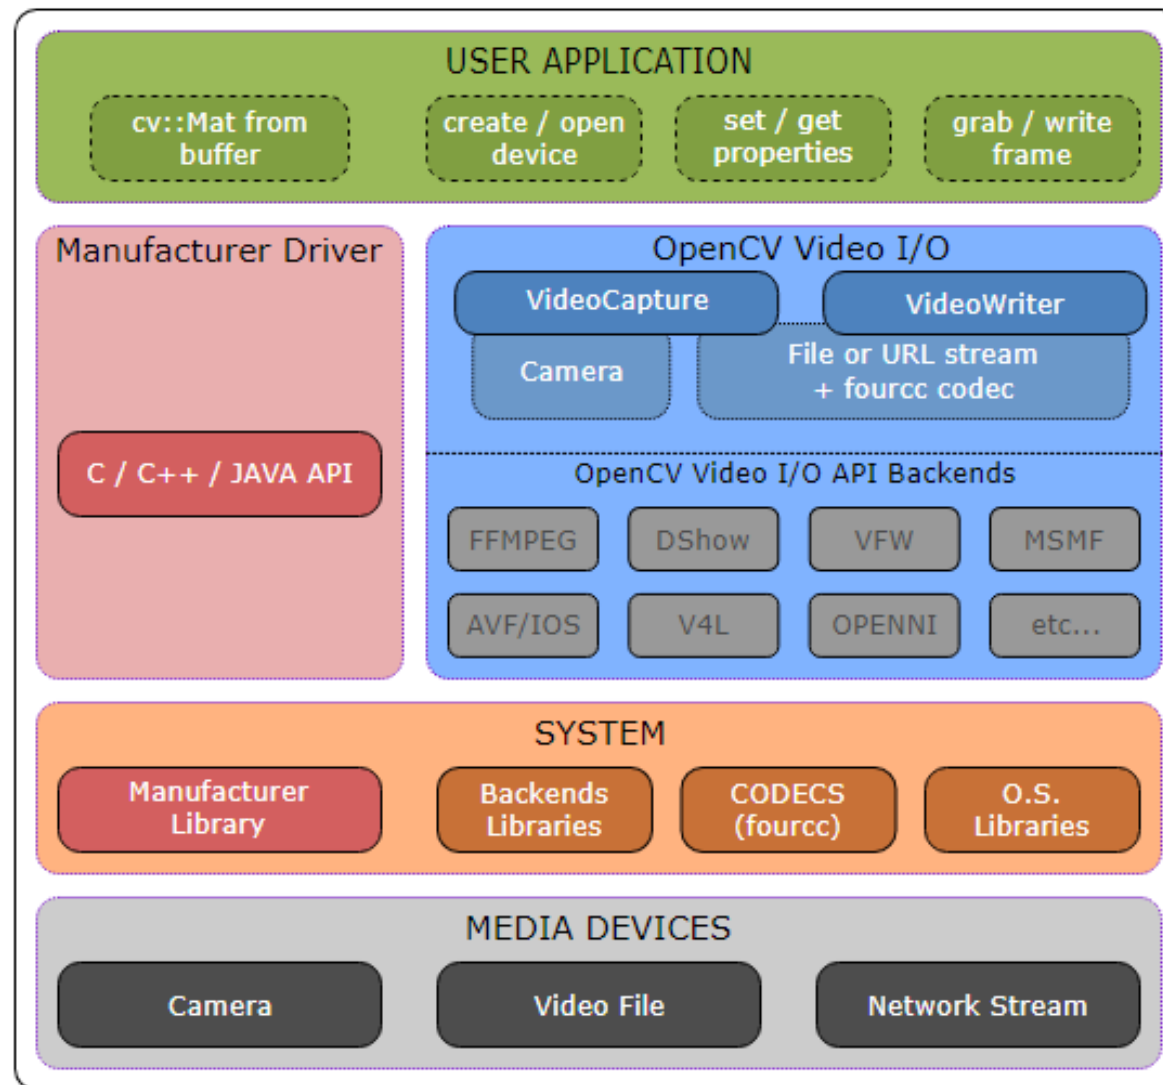 USER APPLICATION
cv::Mat from
buffer
create / open
device
set / get
properties
grab / write
frame
Manufacturer Driver
C / C++ / JAVA API
OpenCV Video I/O
VideoCapture
VideoWriter
Camera
File or URL stream
+ fourcc codec
OpenCV Video I/O API Backends
FFMPEG
DShow
VFW
MSMF
AVF/IOS
V4L
OPENNI
etc...
SYSTEM
Manufacturer
Library
Backends
Libraries
CODECS
(fourcc)
O.S.
Libraries
MEDIA DEVICES
Camera
Video File
Network Stream